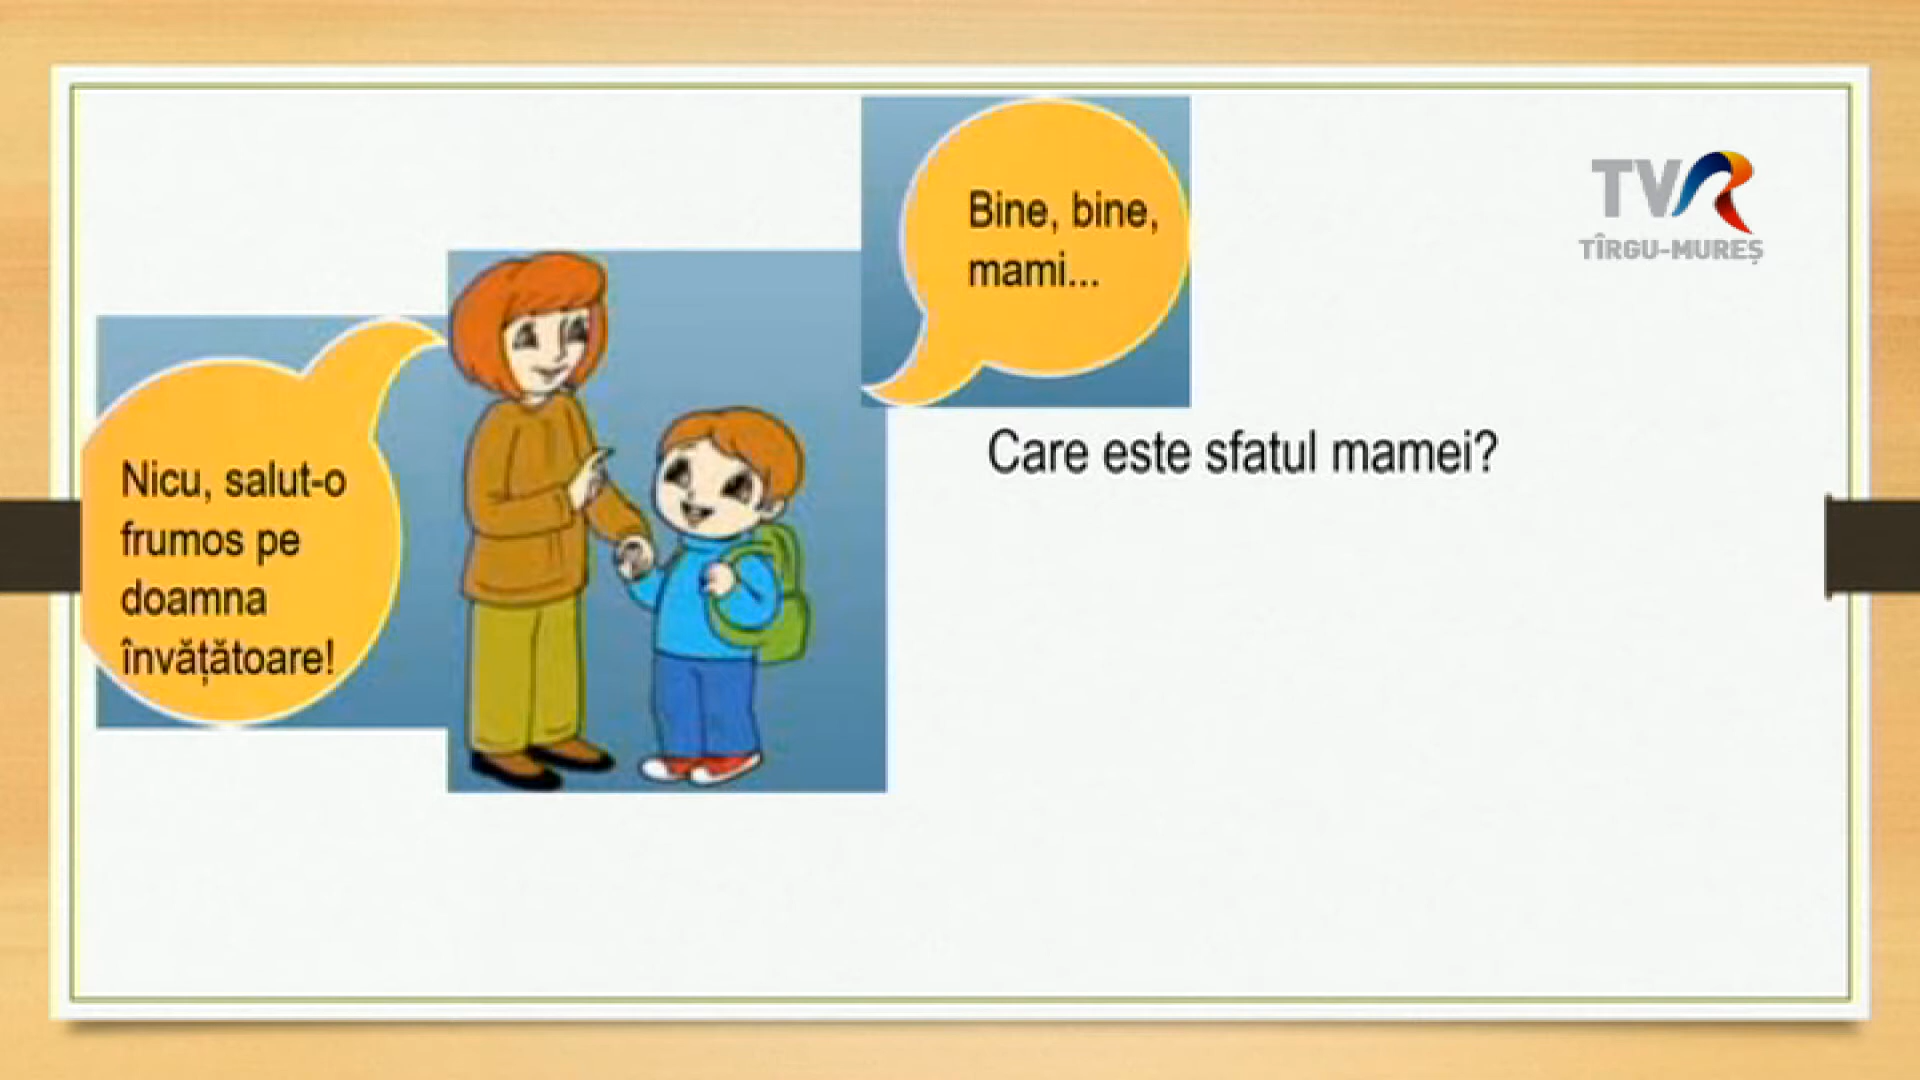 Nicu, salut-o
frumos pe
doamna
învățătoare!
Bine, bine,
mami...
Care este sfatul mamei?
TVR
TÎRGU-MUREȘ